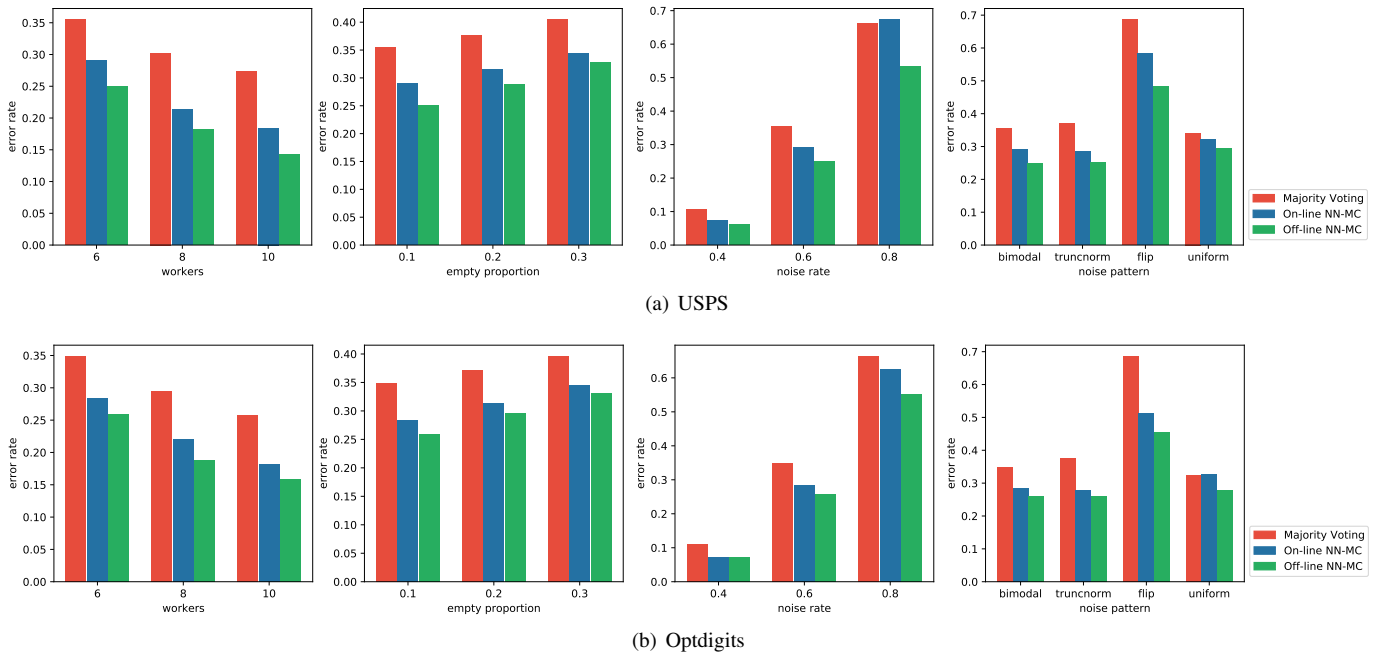 0.35
0.30
0.25
0.20
0.15
0.10
0.05
0.00
error rate
6 8 10
workers
0.40
0.35
0.30
0.25
0.20
0.15
0.10
0.05
0.00
error rate
0.1 0.2 0.3
empty proportion
0.7
0.6
0.5
0.4
0.3
0.2
0.1
0.0
error rate
0.4 0.6 0.8
noise rate
0.7
0.6
0.5
0.4
0.3
0.2
0.1
0.0
error rate
bimodal truncnorm flip uniform
noise pattern
Majority Voting
On-line NN-MC
Off-line NN-MC
(a) USPS
0.35
0.30
0.25
0.20
0.15
0.10
0.05
0.00
error rate
6 8 10
workers
0.40
0.35
0.30
0.25
0.20
0.15
0.10
0.05
0.00
error rate
0.1 0.2 0.3
empty proportion
0.6
0.5
0.4
0.3
0.2
0.1
0.0
error rate
0.4 0.6 0.8
noise rate
0.7
0.6
0.5
0.4
0.3
0.2
0.1
0.0
error rate
bimodal truncnorm flip uniform
noise pattern
Majority Voting
On-line NN-MC
Off-line NN-MC
(b) Optdigits